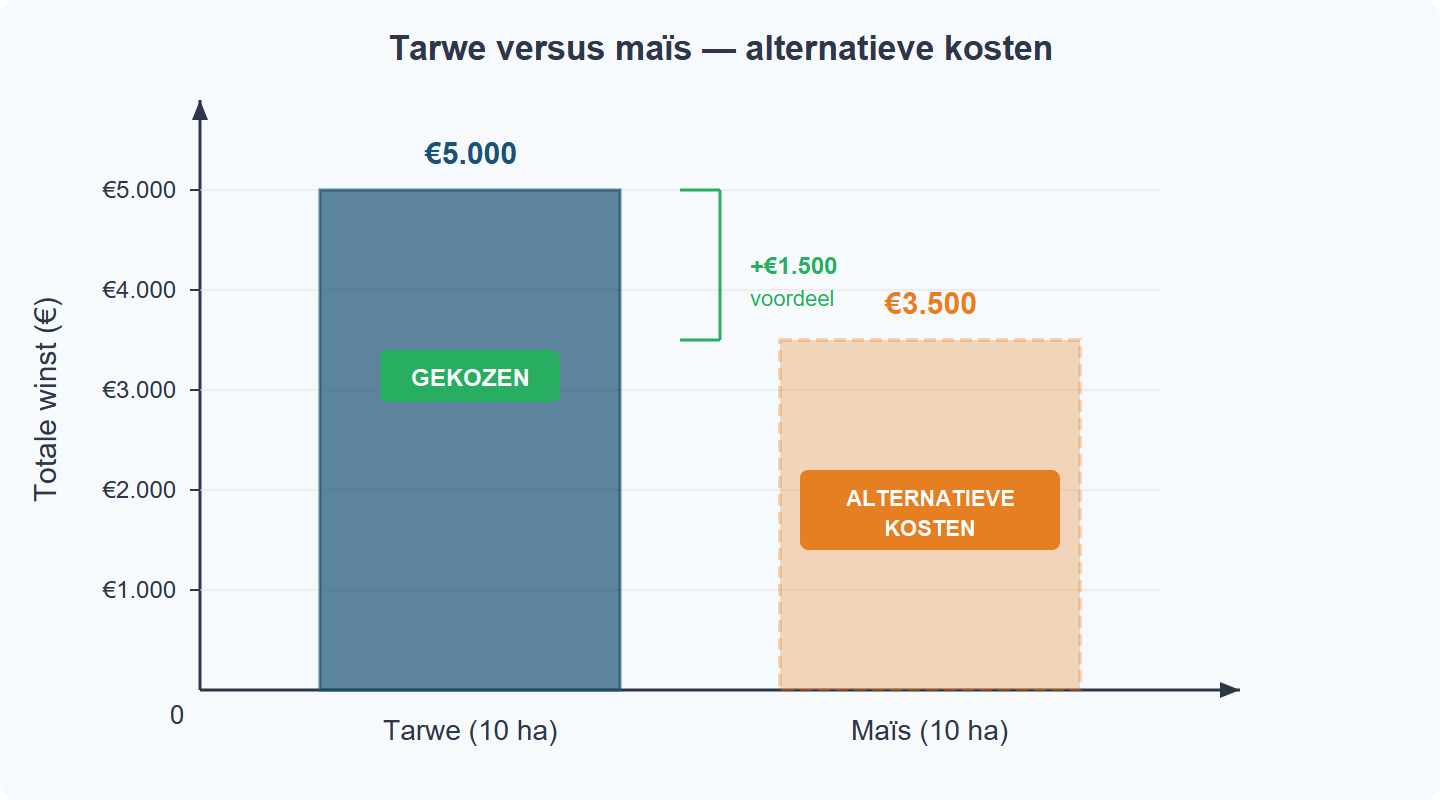 Tarwe versus maïs — alternatieve kosten
Totale winst (€)
€5.000
€4.000
€3.000
€2.000
€1.000
0
€5.000
GEKOZEN
+€1.500
voordeel
€3.500
ALTERNATIEVE
KOSTEN
Tarwe (10 ha)
Maïs (10 ha)